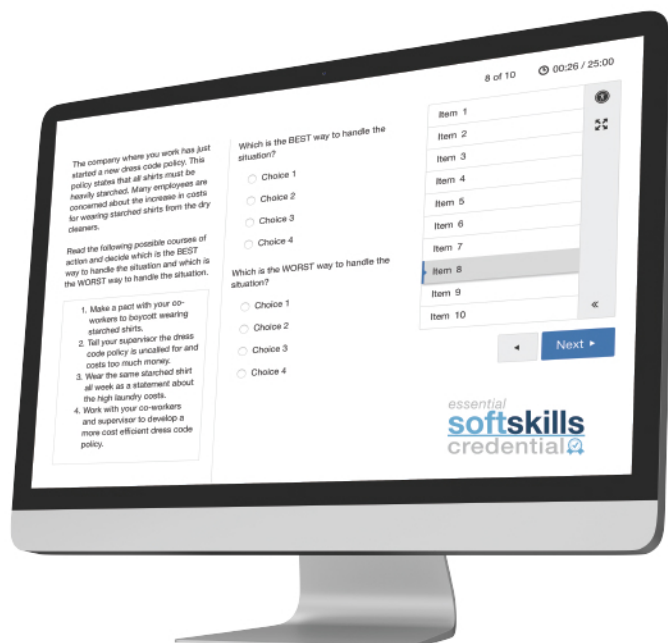 8 of 10
00:26 / 25:00
The company where you work has just
started a new dress code policy. This
policy states that all shirts must be
heavily starched. Many employees are
concerned about the increase in costs
for wearing starched shirts from the dry
cleaners.
Read the following possible courses of
action and decide which is the BEST
way to handle the situation and which is
the WORST way to handle the situation.
1. Make a pact with your co-
workers to boycott wearing
starched shirts.
2. Tell your supervisor the dress
code policy is uncalled for and
costs too much money.
3. Wear the same starched shirt
all week as a statement about
the high laundry costs.
4. Work with your co-workers
and supervisor to develop a
more cost efficient dress code
policy.
Which is the BEST way to handle the
situation?
Choice 1
Choice 2
Choice 3
Choice 4
Which is the WORST way to handle the
situation?
Choice 1
Choice 2
Choice 3
Choice 4
Item 1
Item 2
Item 3
Item 4
Item 5
Item 6
Item 7
Item 8
Item 9
Item 10
Next
essential
softskills
credential